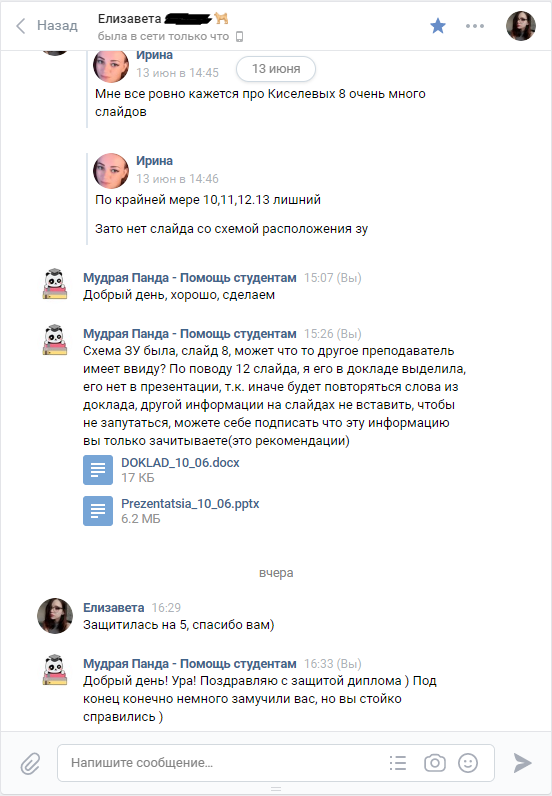 Назад
Елизавета
была в сети только что
Ирина
13 июн в 14:45
13 июня
Мне все ровно кажется про Киселевых 8 очень много
слайдов
Ирина
13 июн в 14:46
По крайней мере 10,11,12.13 лишний
Зато нет слайда со схемой расположения зу
Мудрая Панда - Помощь студентам 15:07 (Вы)
Добрый день, хорошо, сделаем
Мудрая Панда - Помощь студентам 15:26 (Вы)
Схема ЗУ была, слайд 8, может что то другое преподаватель
имеет ввиду? По поводу 12 слайда, я его в докладе выделила,
его нет в презентации, т.к. иначе будет повторяться слова из
доклада, другой информации на слайдах не вставить, чтобы
не запутаться, можете себе подписать что эту информацию
вы только зачитываете(это рекомендации)
DOKLAD_10_06.docx
17 КБ
Prezentatsia_10_06.pptx
6.2 МБ
вчера
Елизавета 16:29
Защитилась на 5, спасибо вам)
Мудрая Панда - Помощь студентам 16:33 (Вы)
Добрый день! Ура! Поздравляю с защитой диплома ) Под
конец конечно немного замучили вас, но вы стойко
справились )
Напишите сообщение...